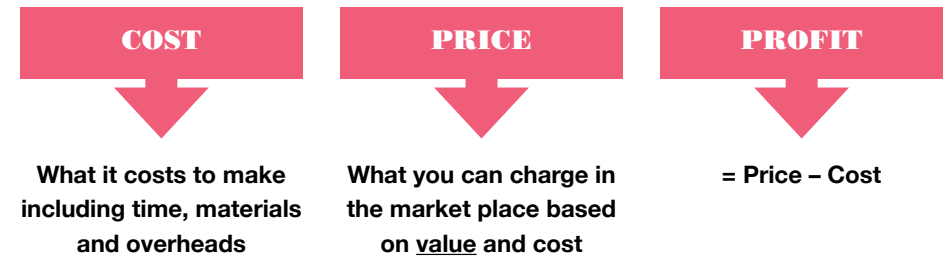 COST
What it costs to make
including time, materials
and overheads
PRICE
What you can charge in
the market place based
on value and cost
PROFIT
= Price – Cost